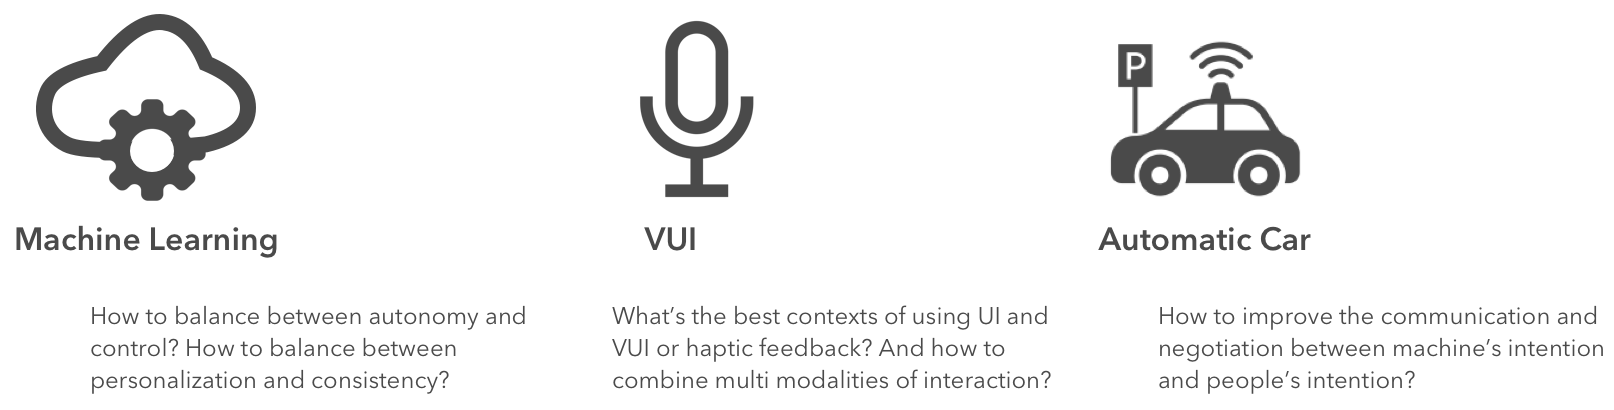 P
Machine Learning
VUI
Automatic Car
How to balance between autonomy and
control? How to balance between
personalization and consistency?
What’s the best contexts of using UI and
VUI or haptic feedback? And how to
combine multi modalities of interaction?
How to improve the communication and
negotiation between machine’s intention
and people’s intention?